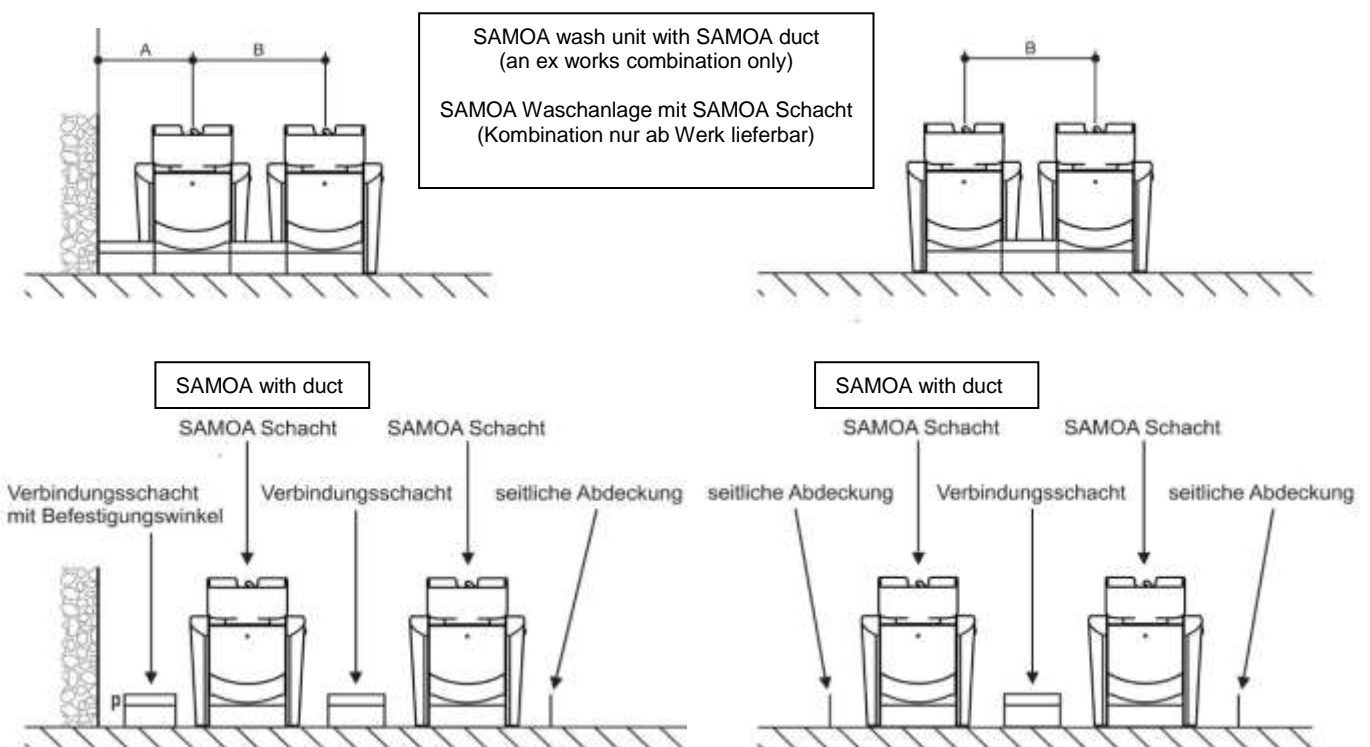 A
B
SAMOA wash unit with SAMOA duct
(an ex works combination only)
SAMOA Waschanlage mit SAMOA Schacht
(Kombination nur ab Werk lieferbar)
B
SAMOA with duct
SAMOA Schacht
SAMOA Schacht
Verbindungsschacht
mit Befestigungswinkel
Verbindungsschacht
seitliche Abdeckung
SAMOA with duct
SAMOA Schacht
SAMOA Schacht
seitliche Abdeckung
Verbindungsschacht
seitliche Abdeckung